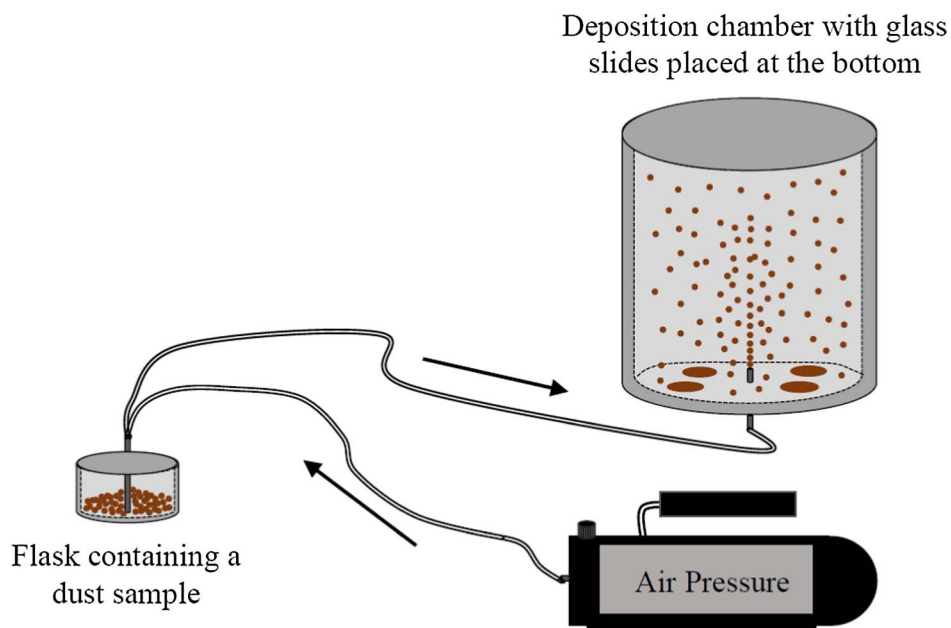 Deposition chamber with glass
slides placed at the bottom
Flask containing a
dust sample
Air Pressure